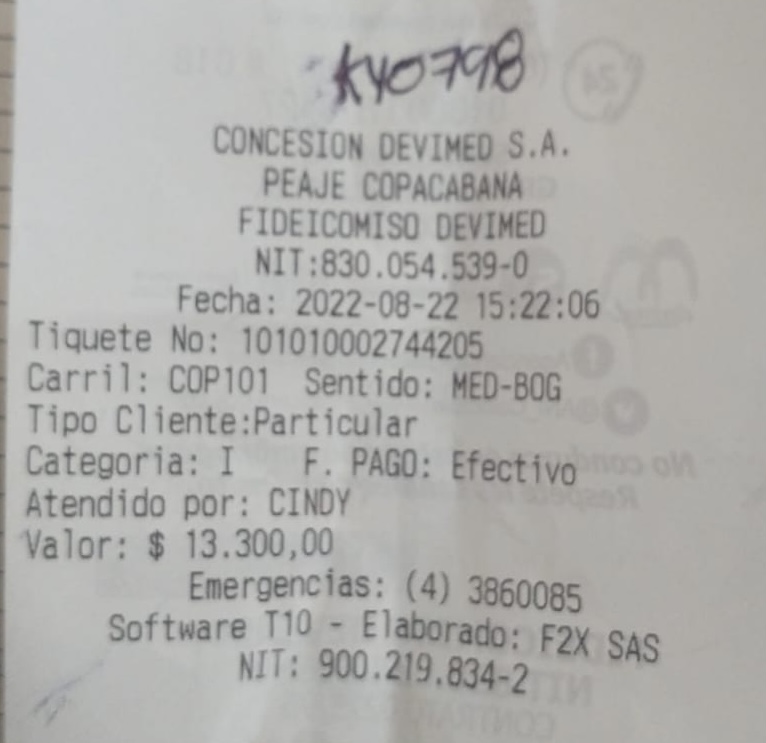 KYO798
CONCESION DEVIMED S.A.
PEAJE COPACABANA
FIDEICOMISO DEVIMED
NIT:830.054.539-0
Fecha: 2022-08-22 15:22:06
Tiquete No: 101010002744205
Carril: COP101 Sentido: MED-BOG
Tipo Cliente:Particular
Categoria: I F. PAGO: Efectivo
Atendido por: CINDY
Valor: $ 13.300,00
Emergencias: (4) 3860085
Software T10 - Elaborado: F2X SAS
NIT: 900.219.834-2